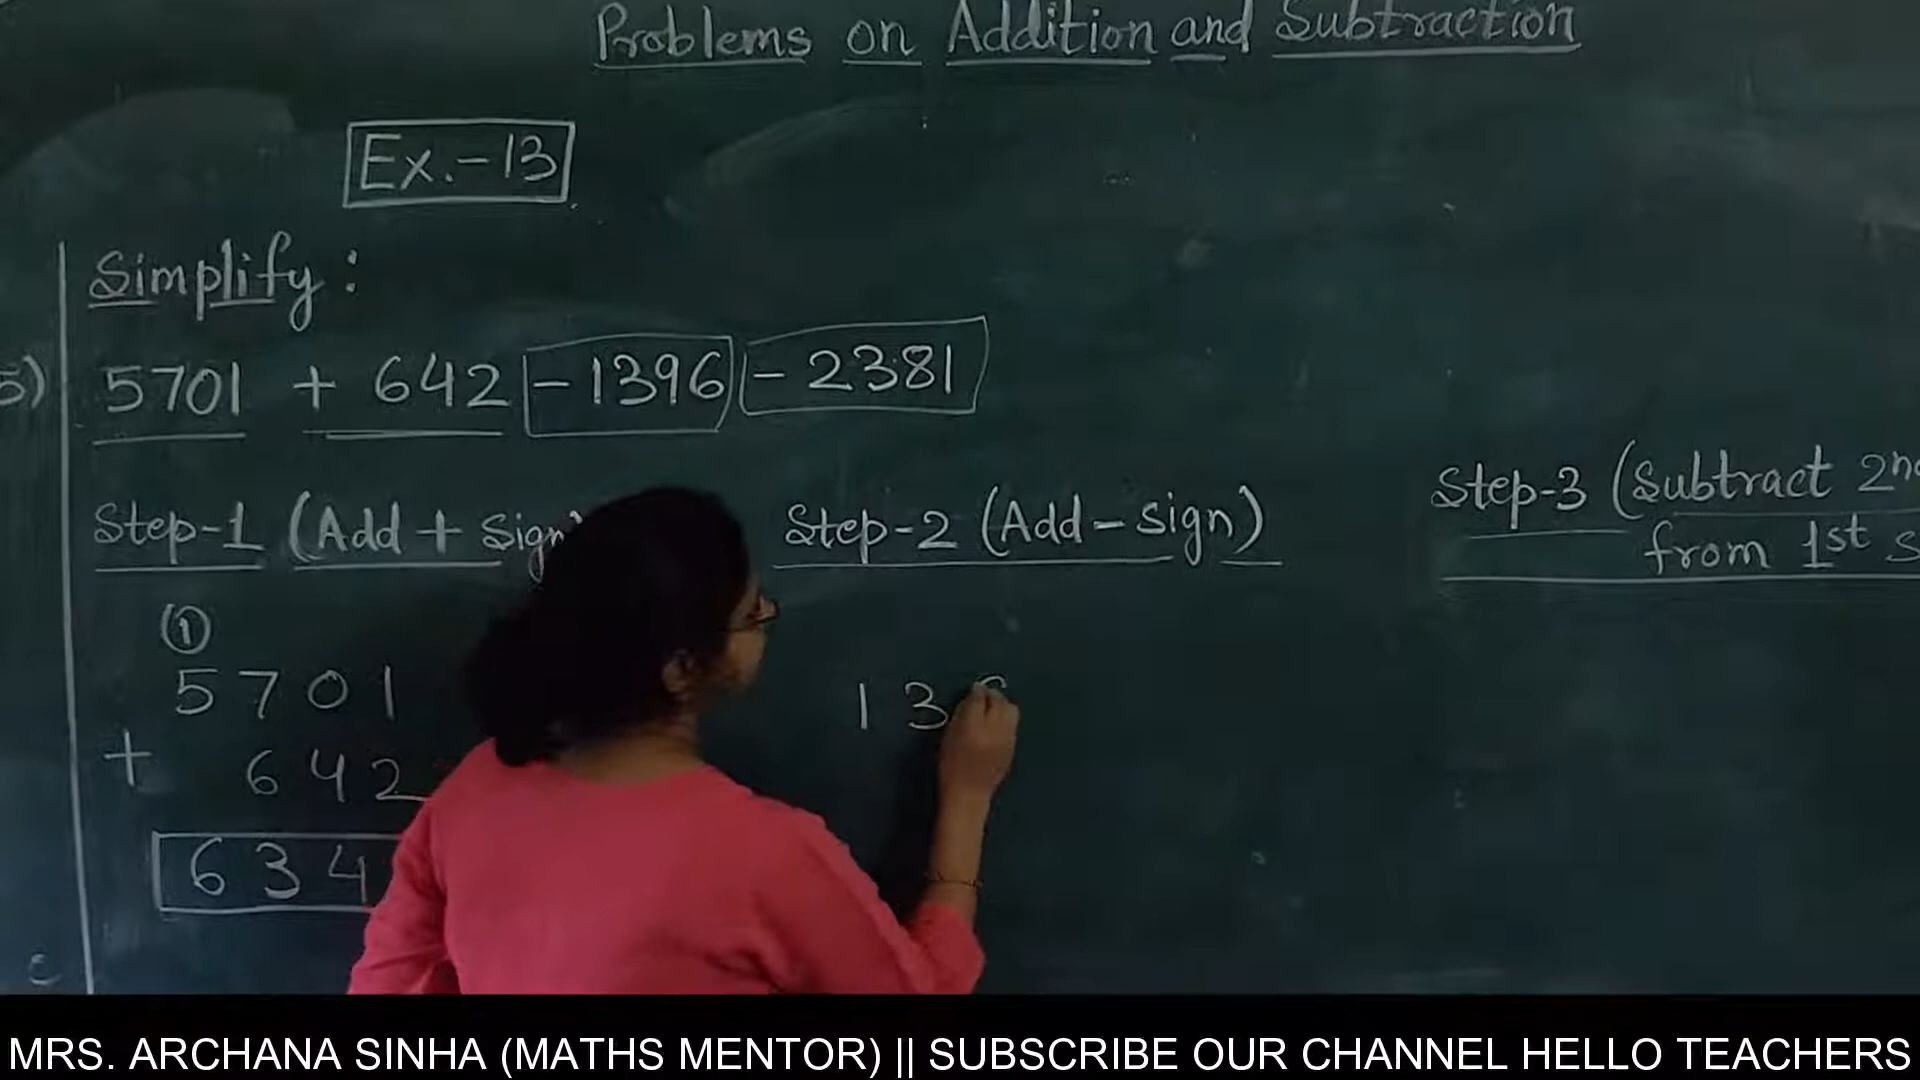 Problems on Addition and Subtraction
Ex.-13
Simplify :
5) 5701 + 642 -1396 - 2381
Step-1 (Add + sign)
Step-2 (Add - sign)
Step-3 (Subtract 2nd
from 1st s
①
5701
+ 642
634
13
MRS. ARCHANA SINHA (MATHS MENTOR) || SUBSCRIBE OUR CHANNEL HELLO TEACHERS